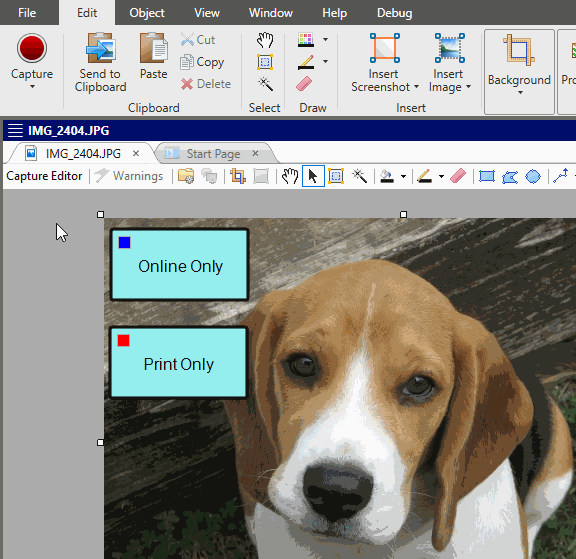 File Edit Object View Window Help Debug
Capture
Send to
Clipboard
Paste
Cut
Copy
Delete
Clipboard
Select
Draw
Insert
Screenshot
Insert
Image
Insert
Background
IMG_2404.JPG
IMG_2404.JPG × Start Page ×
Capture Editor Warnings
Online Only
Print Only